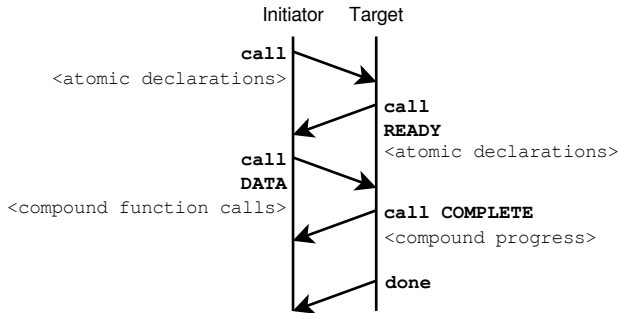 Initiator Target
call
<atomic declarations>
call
READY
<atomic declarations>
call
DATA
<compound function calls>
call COMPLETE
<compound progress>
done